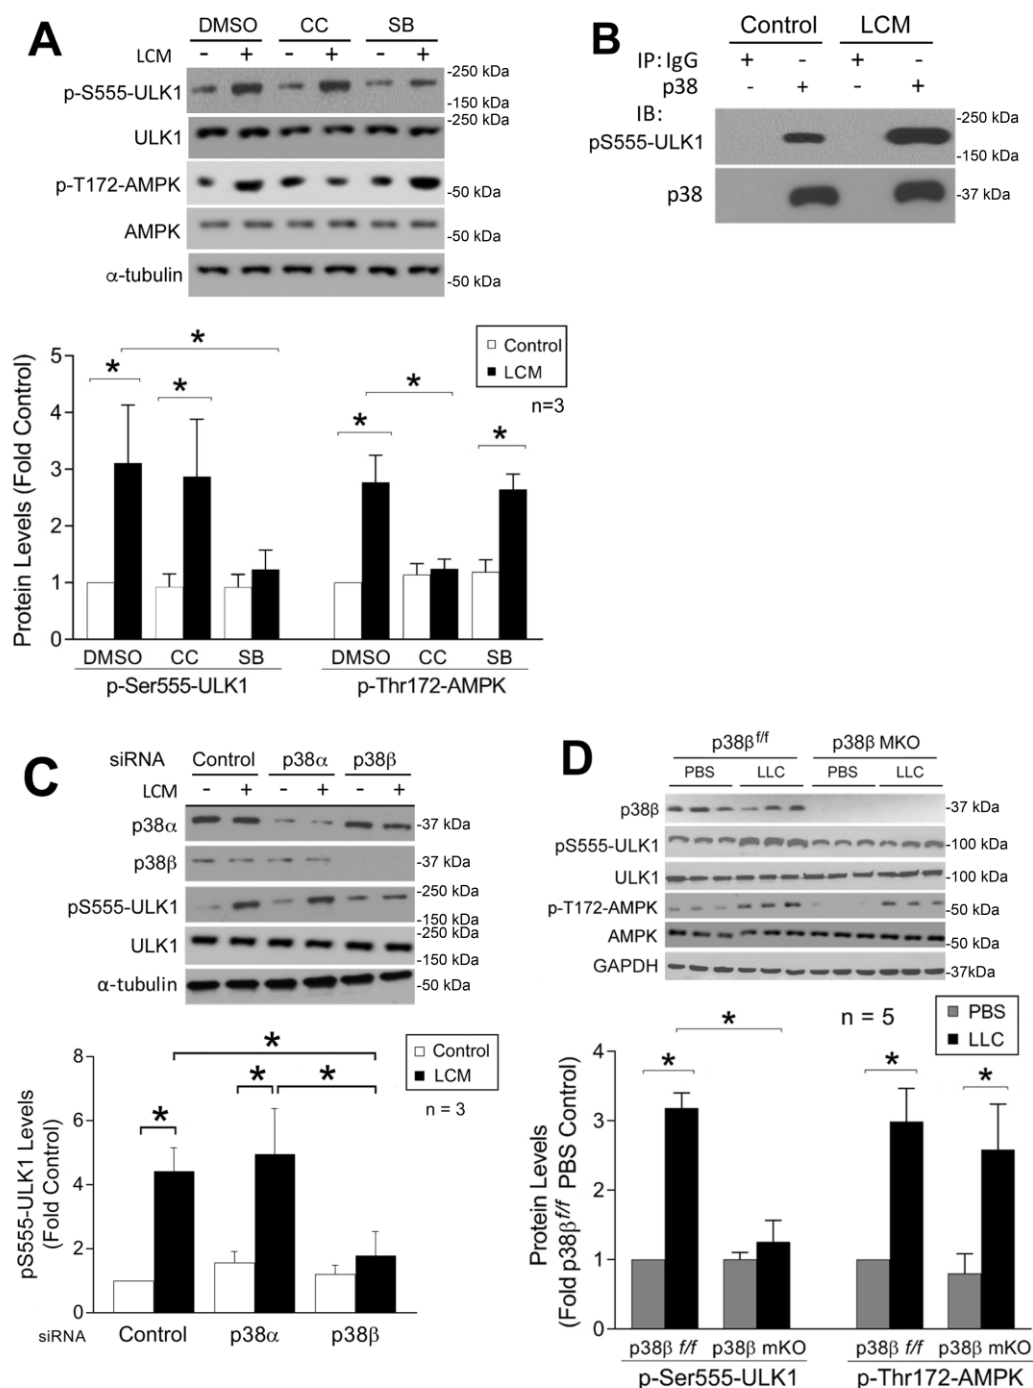 A
DMSO CC SB
LCM - + - + - +
p-S555-ULK1 -250 kDa
-150 kDa
ULK1 -250 kDa
p-T172-AMPK -50 kDa
AMPK -50 kDa
α-tubulin -50 kDa
Protein Levels (Fold Control)
5
4
3
2
1
0
* * *
* * *
Control
LCM
n=3
DMSO CC SB DMSO CC SB
p-Ser555-ULK1 p-Thr172-AMPK
B
Control LCM
IP: IgG + - + -
p38 - + - +
IB:
pS555-ULK1 -250 kDa
-150 kDa
p38 -37 kDa
C
siRNA Control p38α p38β
LCM - + - + - +
p38α -37 kDa
p38β -37 kDa
pS555-ULK1 -250 kDa
-150 kDa
ULK1 -250 kDa
-150 kDa
α-tubulin -50 kDa
pS555-ULK1 Levels
(Fold Control)
8
6
4
2
0
* * * *
Control
LCM
n = 3
siRNA Control p38α p38β
D
p38β f/f p38β MKO
PBS LLC PBS LLC
p38β -37 kDa
pS555-ULK1 -100 kDa
ULK1 -100 kDa
p-T172-AMPK -50 kDa
AMPK -50 kDa
GAPDH -37kDa
Protein Levels
(Fold p38β f/f PBS Control)
4
3
2
1
0
* * * *
n = 5
PBS
LLC
p38β f/f p38β mKO p38β f/f p38β mKO
p-Ser555-ULK1 p-Thr172-AMPK